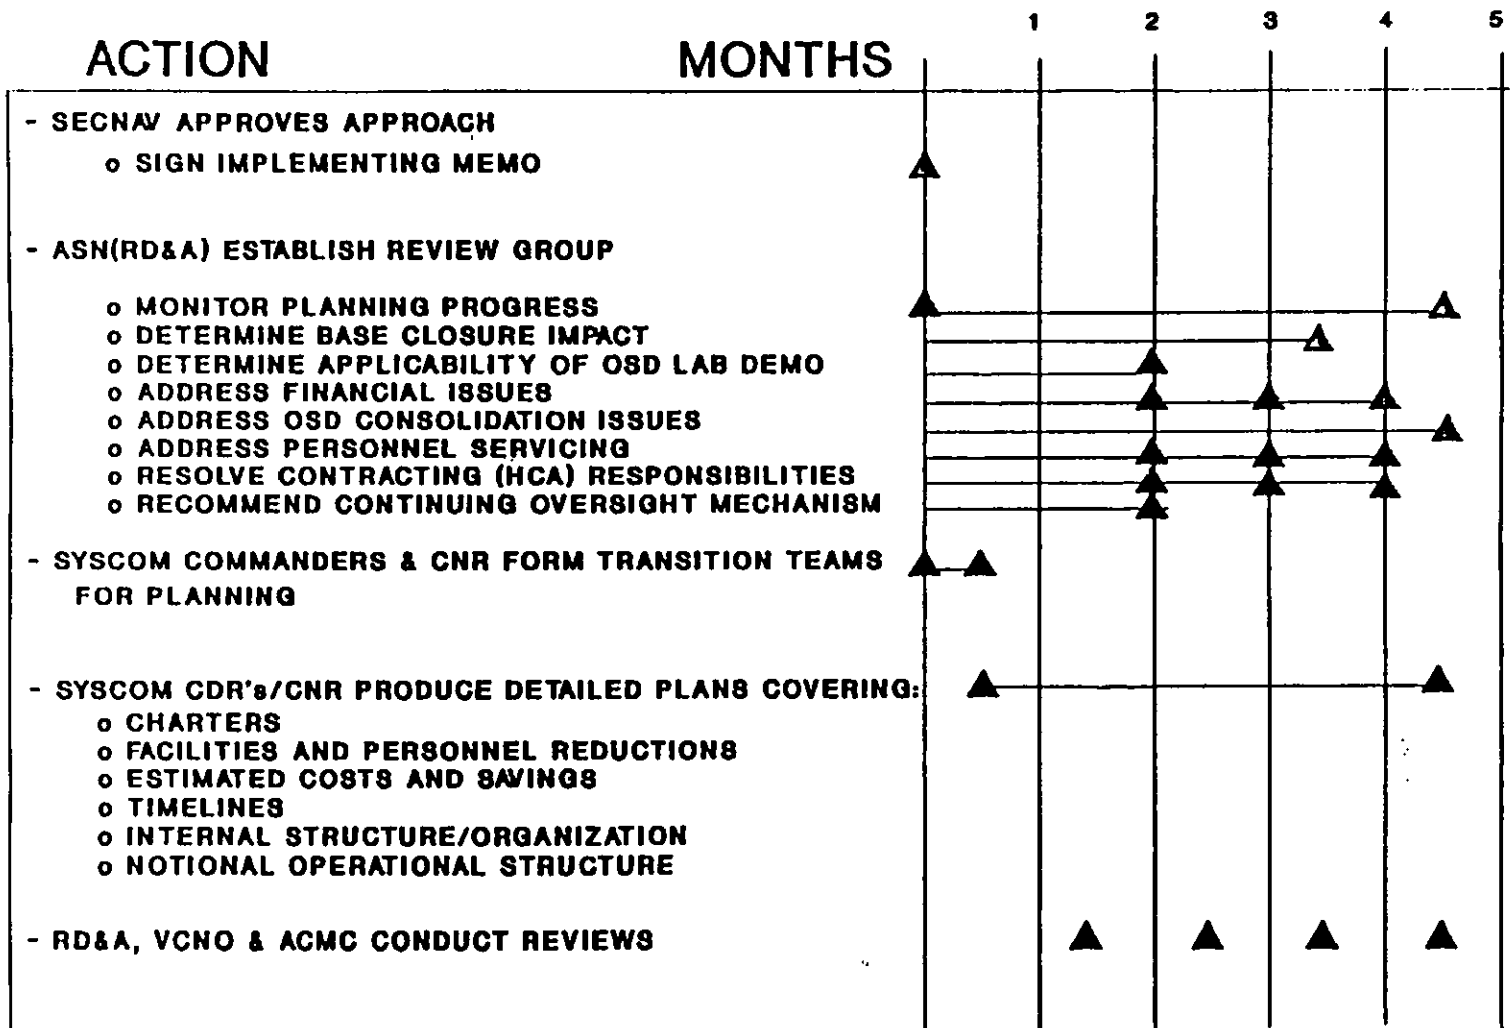 1 2 3 4 5
ACTION MONTHS
- SECNAV APPROVES APPROACH
o SIGN IMPLEMENTING MEMO
- ASN(RD&A) ESTABLISH REVIEW GROUP
o MONITOR PLANNING PROGRESS
o DETERMINE BASE CLOSURE IMPACT
o DETERMINE APPLICABILITY OF OSD LAB DEMO
o ADDRESS FINANCIAL ISSUES
o ADDRESS OSD CONSOLIDATION ISSUES
o ADDRESS PERSONNEL SERVICING
o RESOLVE CONTRACTING (HCA) RESPONSIBILITIES
o RECOMMEND CONTINUING OVERSIGHT MECHANISM
- SYSCOM COMMANDERS & CNR FORM TRANSITION TEAMS
FOR PLANNING
- SYSCOM CDR's/CNR PRODUCE DETAILED PLANS COVERING:
o CHARTERS
o FACILITIES AND PERSONNEL REDUCTIONS
o ESTIMATED COSTS AND SAVINGS
o TIMELINES
o INTERNAL STRUCTURE/ORGANIZATION
o NOTIONAL OPERATIONAL STRUCTURE
- RD&A, VCNO & ACMC CONDUCT REVIEWS